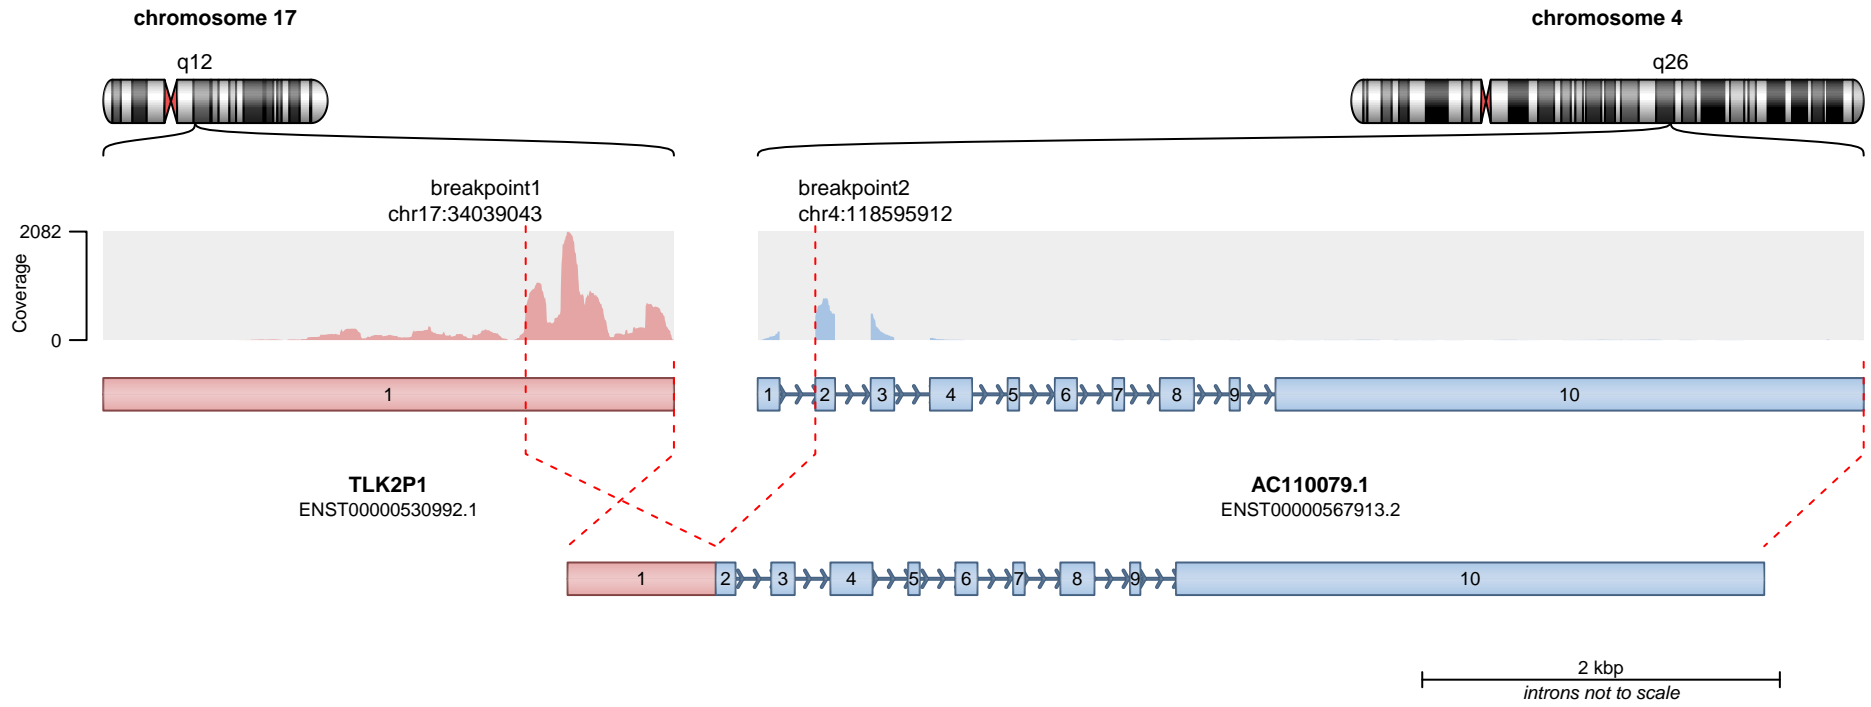 chromosome 17
chromosome 4
q12
q26
breakpoint1
chr17:34039043
breakpoint2
chr4:118595912
2082
Coverage
0
1
1 2 3 4 5 6 7 8 9 10
TLK2P1
ENST00000530992.1
AC110079.1
ENST00000567913.2
1 2 3 4 5 6 7 8 9 10
2 kbp
introns not to scale